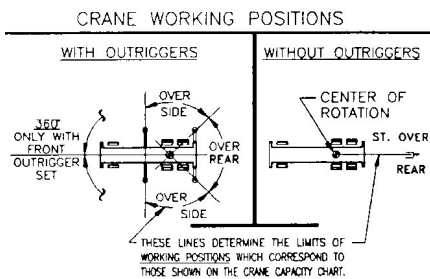 CRANE WORKING POSITIONS
WITH OUTRIGGERS
WITHOUT OUTRIGGERS
OVER
SIDE
360°
ONLY WITH
FRONT
OUTRIGGER
SET
OVER
REAR
OVER
SIDE
CENTER OF
ROTATION
ST. OVER
REAR
THESE LINES DETERMINE THE LIMITS OF
WORKING POSITIONS WHICH CORRESPOND TO
THOSE SHOWN ON THE CRANE CAPACITY CHART.